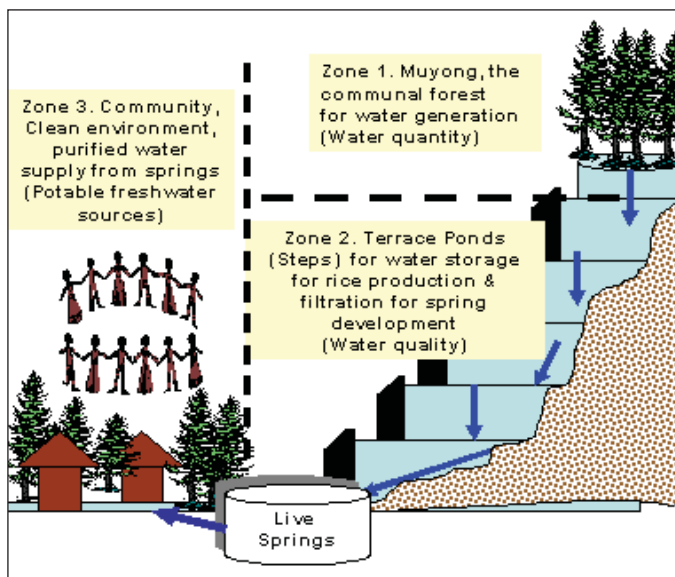 Zone 1. Muyong, the
communal forest
for water generation
(Water quantity)
Zone 3. Community,
Clean environment,
purified water
supply from springs
(Potable freshwater
sources)
Zone 2. Terrace Ponds
(Steps) for water storage
for rice production &
filtration for spring
development
(Water quality)
Live
Springs